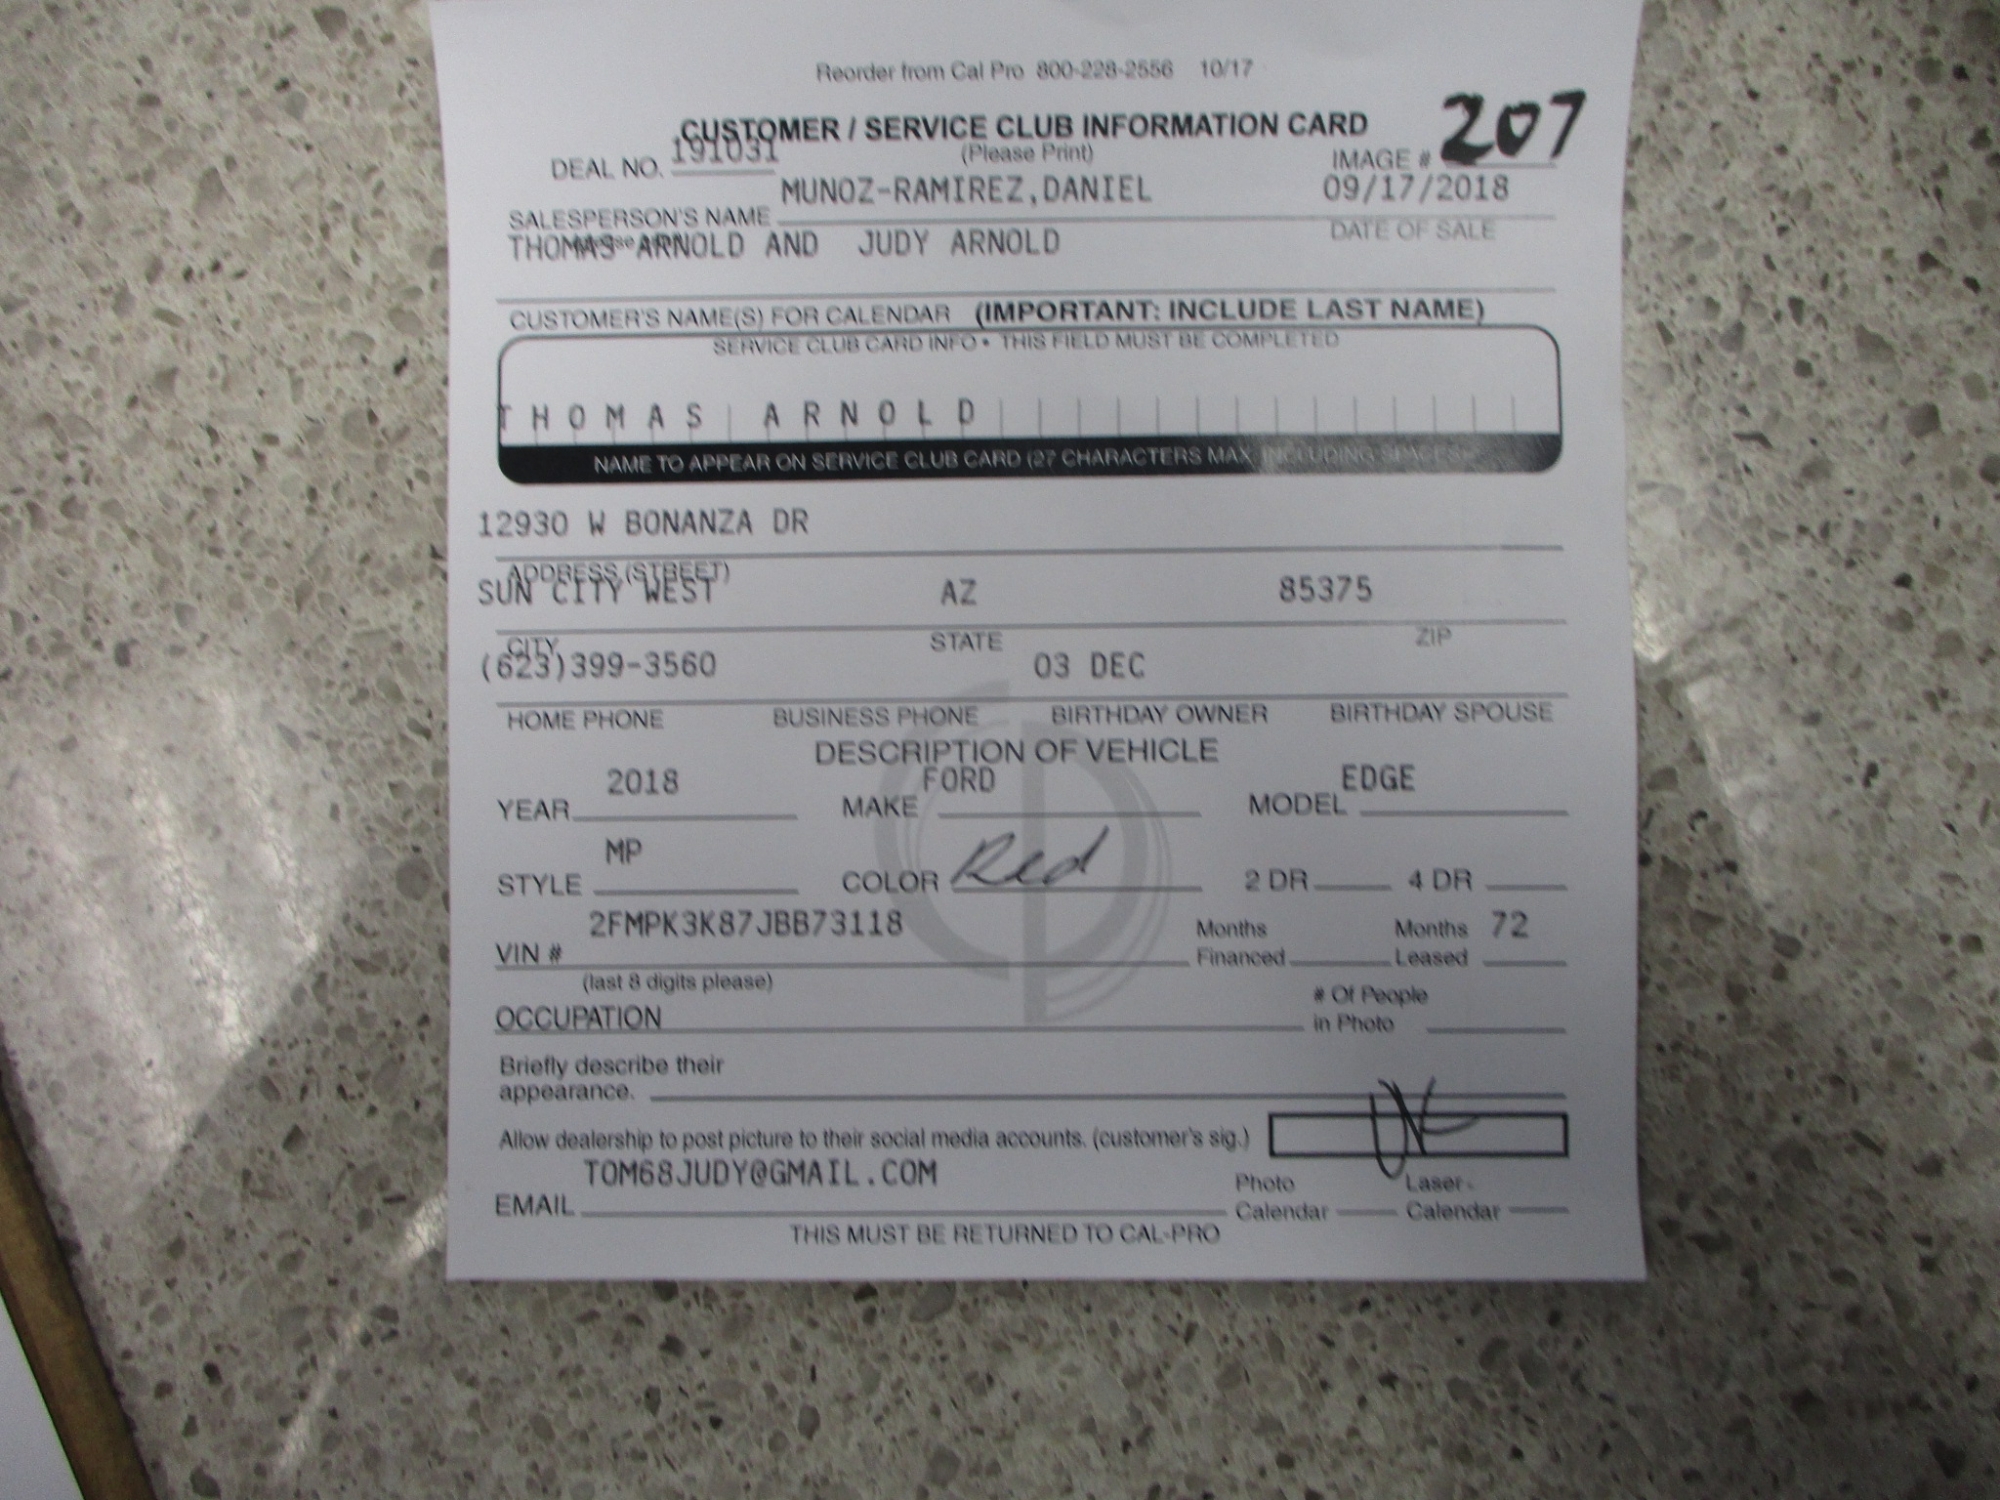 Reorder from Cal Pro 800-228-2556 10/17
CUSTOMER / SERVICE CLUB INFORMATION CARD
(Please Print)
DEAL NO. 191031
IMAGE # 207
MUNOZ-RAMIREZ,DANIEL 09/17/2018
SALESPERSON'S NAME DATE OF SALE
THOMAS ARNOLD AND JUDY ARNOLD
CUSTOMER'S NAME(S) FOR CALENDAR (IMPORTANT: INCLUDE LAST NAME)
SERVICE CLUB CARD INFO • THIS FIELD MUST BE COMPLETED
THOMAS ARNOLD
NAME TO APPEAR ON SERVICE CLUB CARD (27 CHARACTERS MAX INCLUDING SPACES)
12930 W BONANZA DR
ADDRESS (STREET)
SUN CITY WEST AZ 85375
CITY STATE ZIP
(623)399-3560 03 DEC
HOME PHONE BUSINESS PHONE BIRTHDAY OWNER BIRTHDAY SPOUSE
DESCRIPTION OF VEHICLE
YEAR 2018 MAKE FORD MODEL EDGE
STYLE MP COLOR Red 2 DR 4 DR
VIN # 2FMPK3K87JBB73118 Months Financed Months Leased 72
(last 8 digits please)
OCCUPATION # Of People in Photo
Briefly describe their
appearance.
Allow dealership to post picture to their social media accounts. (customer's sig.)
EMAIL TOM68JUDY@GMAIL.COM Photo Calendar Laser Calendar
THIS MUST BE RETURNED TO CAL-PRO